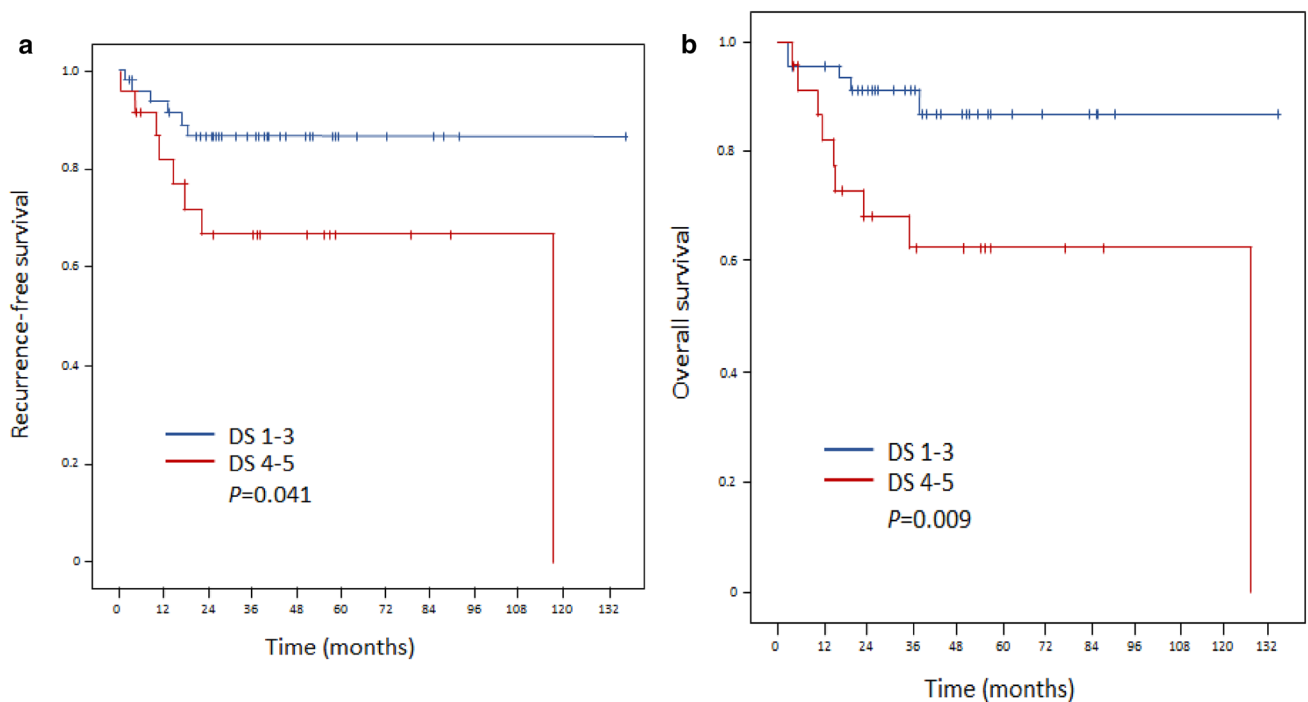 a
Recurrence-free survival
1.0
0.8
0.6
0.4
0.2
0
DS 1-3
DS 4-5
P=0.041
0 12 24 36 48 60 72 84 96 108 120 132
Time (months)
b
Overall survival
1.0
0.8
0.6
0.4
0.2
0
DS 1-3
DS 4-5
P=0.009
0 12 24 36 48 60 72 84 96 108 120 132
Time (months)